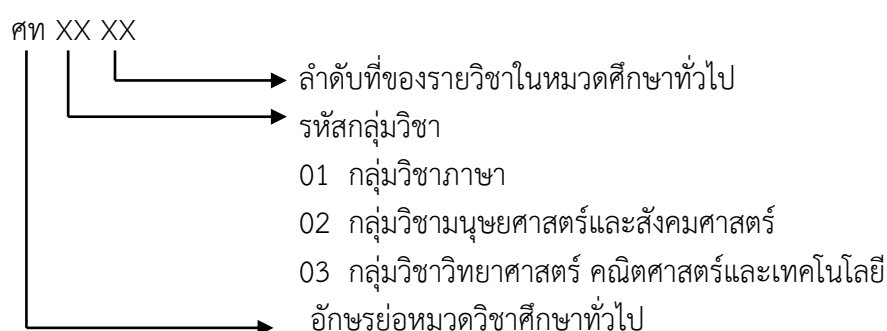 ศท XX XX
ลำดับที่ของรายวิชาในหมวดศึกษาทั่วไป
รหัสกลุ่มวิชา
01 กลุ่มวิชาภาษา
02 กลุ่มวิชามนุษยศาสตร์และสังคมศาสตร์
03 กลุ่มวิชาวิทยาศาสตร์ คณิตศาสตร์และเทคโนโลยี
อักษรย่อหมวดวิชาศึกษาทั่วไป